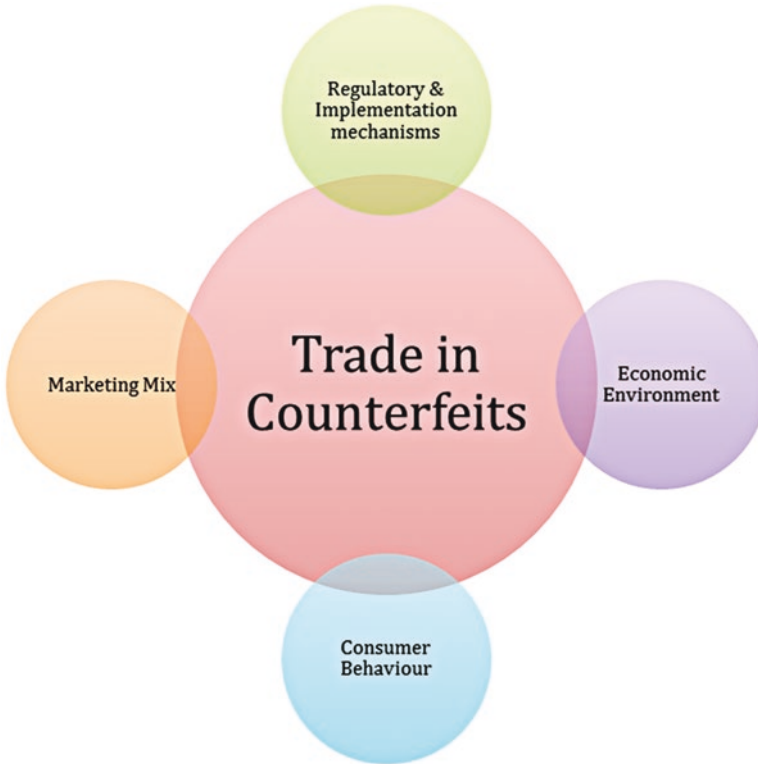 Regulatory &
Implementation
mechanisms
Trade in
Counterfeits
Marketing Mix
Economic
Environment
Consumer
Behaviour